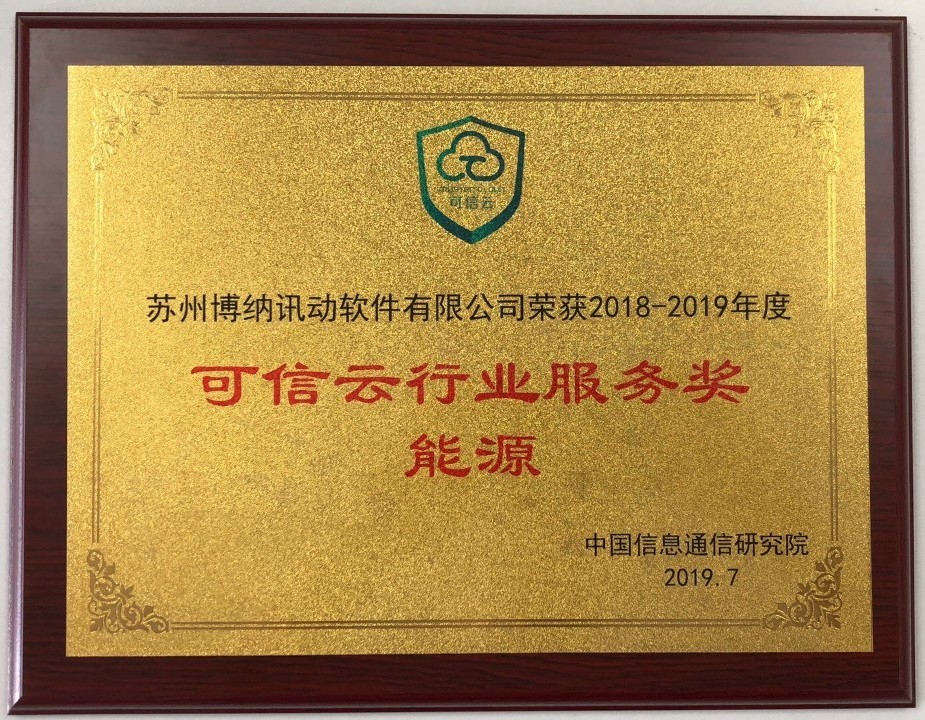 可信云
苏州博纳讯动软件有限公司荣获2018-2019年度
可信云行业服务奖
能源
中国信息通信研究院
2019.7